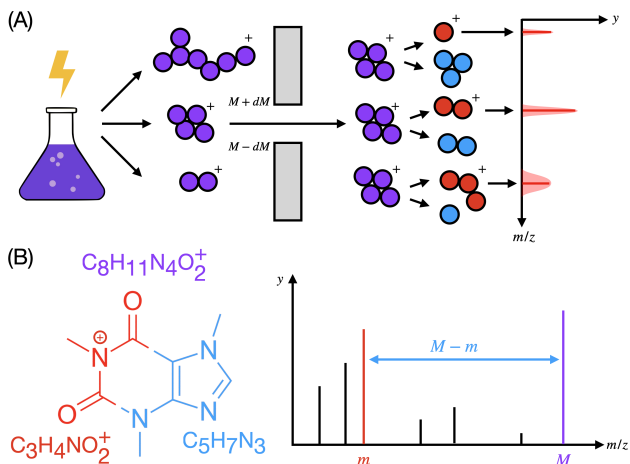 (A)
+
+
+
M + dM
M − dM
+
+
+
+
+
+
y
m/z
(B)
C₈H₁₁N₄O₂⁺
O
N
⊕
O
N
N
N
C₃H₄NO₂⁺
C₅H₇N₃
y
M − m
m
M
m/z